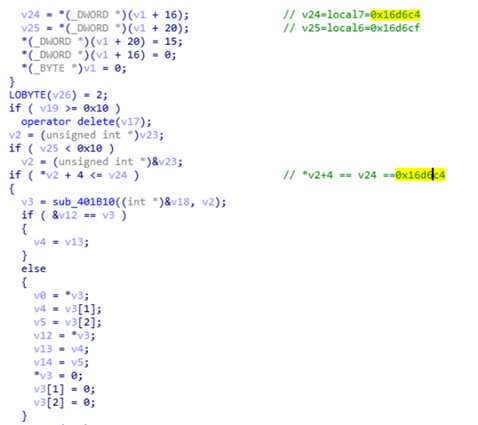 v24 = *(_DWORD *)(v1 + 16); // v24=local7=0x16d6c4
v25 = *(_DWORD *)(v1 + 20); // v25=local6=0x16d6cf
*(_DWORD *)(v1 + 20) = 15;
*(_DWORD *)(v1 + 16) = 0;
*(_BYTE *)v1 = 0;
}
LOBYTE(v26) = 2;
if ( v19 >= 0x10 )
operator delete(v17);
v2 = (unsigned int *)v23;
if ( v25 < 0x10 )
v2 = (unsigned int *)&v23;
if ( *v2 + 4 <= v24 ) // *v2+4 == v24 ==0x16d6c4
{
v3 = sub_401B10((int *)&v18, v2);
if ( &v12 == v3 )
{
v4 = v13;
}
else
{
v0 = *v3;
v4 = v3[1];
v5 = v3[2];
v12 = *v3;
v13 = v4;
v14 = v5;
*v3 = 0;
v3[1] = 0;
v3[2] = 0;
}